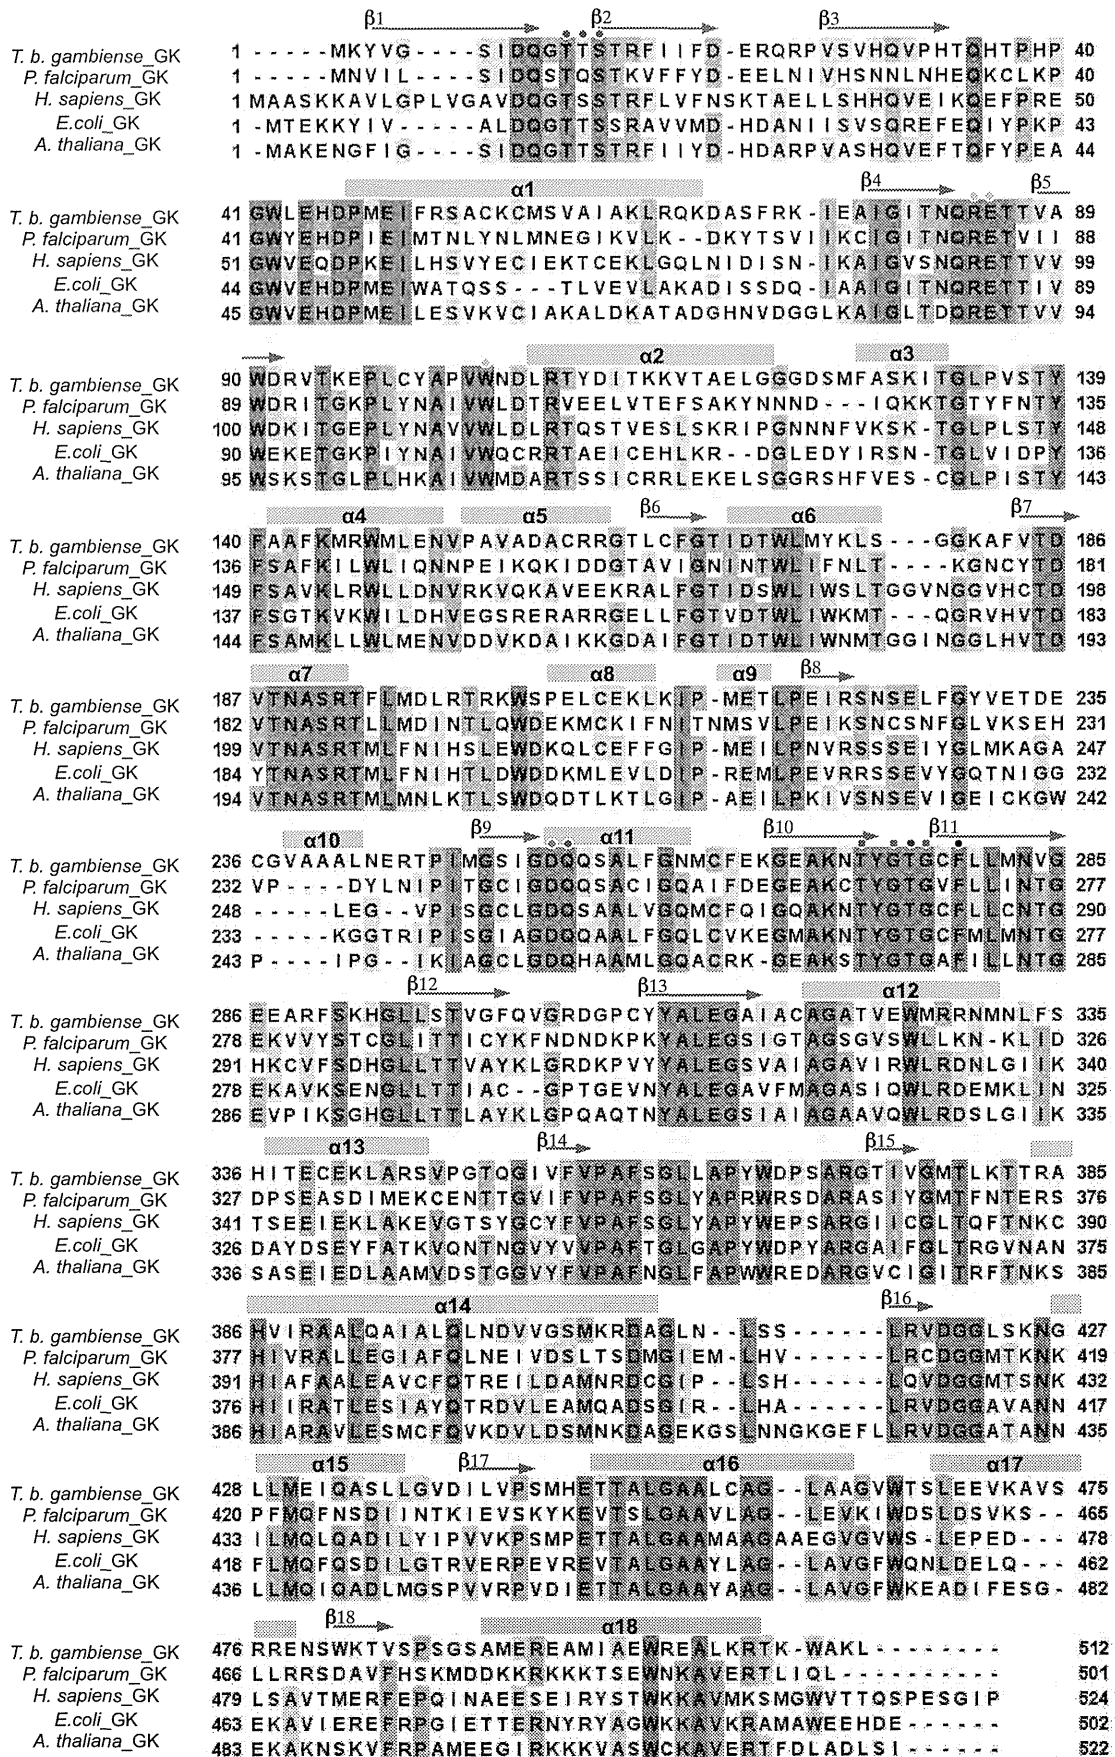 β1 β2 β3
T. b. gambiense_GK 1 -----MKYVG----SIDQGTTSTRFIIFD-ERQRPVSVHQVPHTQHTPHP 40
P. falciparum_GK 1 -----MNVIL----SIDQSTQSTKVFFYD-EELNIVHSNNLNHEQKCLKP 40
H. sapiens_GK 1 MAASKKAVLGPLVGAVDQGTSSTRFLVFNSKTAELLSHHQVEIKQEFPRE 50
E.coli_GK 1 -MTEKKYIV-----ALDQGTTSSRAVVMD-HDANIISVSQREFEQIYPKP 43
A. thaliana_GK 1 -MAKENGFIG----SIDQGTTSTRFIIYD-HDARPVASHQVEFTQFYPEA 44
α1 β4 β5
T. b. gambiense_GK 41 GWLEHDPMEIFRSACKCMSVAIAKLRQKDASFRK-IEAIGITNQRETTVA 89
P. falciparum_GK 41 GWYEHDPIEIMTNLYNLMNEGIKVLK--DKYTSVIIKCIGITNQRETVII 88
H. sapiens_GK 51 GWVEQDPKEILHSVYECIEKTCEKLGQLNIDISN-IKAIGVSNQRETTVV 99
E.coli_GK 44 GWVEHDPMEIWATQSS---TLVEVLAKADISSDQ-IAAIGITNQRETTIV 89
A. thaliana_GK 45 GWVEHDPMEILESVKVCIAKALDKATADGHNVDGGLKAIGLTDQRETTVV 94
α2 α3
T. b. gambiense_GK 90 WDRVTKEPLCYAPVWNDLRTYDITKKVTAELGGGDSMFASKITGLPVSTY 139
P. falciparum_GK 89 WDRITGKPLYNAIVWLDTRVEELVTEFSAKYNNND---IQKKTGTYFNTY 135
H. sapiens_GK 100 WDKITGEPLYNAVVWLDLRTQSTVESLSKRIPGNNNFVKSK-TGLPLSTY 148
E.coli_GK 90 WEKETGKPIYNAIVWQCRRTAEICEHLKR--DGLEDYIRSN-TGLVIDPY 136
A. thaliana_GK 95 WSKSTGLPLHKAIVWMDARTSSICRRLEKELSGGRSHFVES-CGLPISTY 143
α4 α5 β6 α6 β7
T. b. gambiense_GK 140 FAAFKMRWMLENVPAVADACRRGTLCFGTIDTWLMYKLS---GGKAFVTD 186
P. falciparum_GK 136 FSAFKILWLIQNNPEIKQKIDDGTAVIGNINTWLIFNLT----KGNCYTD 181
H. sapiens_GK 149 FSAVKLRWLLDNVRKVQKAVEEKRALFGTIDSWLIWSLTGGVNGGVHCTD 198
E.coli_GK 137 FSGTKVKWILDHVEGSRERARRGELLFGTVDTWLIWKMT---QGRVHVTD 183
A. thaliana_GK 144 FSAMKLLWLMENVDDVKDAIKKGDAIFGTIDTWLIWNMTGGINGGLHVTD 193
α7 α8 α9 β8
T. b. gambiense_GK 187 VTNASRTFLMDLRTRKWSPELCEKLKIP-METLPEIRSNSELFGYVETDE 235
P. falciparum_GK 182 VTNASRTLLMDINTLQWDEKMCKIFNITNMSVLPEIKSNCSNFGLVKSEH 231
H. sapiens_GK 199 VTNASRTMLFNIHSLEWDKQLCEFFGIP-MEILPNVRSSSEIYGLMKAGA 247
E.coli_GK 184 YTNASRTMLFNIHTLDWDDKMLEVLDIP-REMLPEVRRSSEVYGQTNIGG 232
A. thaliana_GK 194 VTNASRTMLMNLKTLSWDQDTLKTLGIP-AEILPKIVSNSEVIGEICKGW 242
α10 β9 α11 β10 β11
T. b. gambiense_GK 236 CGVAAALNERTPIMGSIGDQQSALFGNMCFEKGEAKNTYGTGCFLLMNVG 285
P. falciparum_GK 232 VP----DYLNIPITGCIGDQQSACIGQAIFDEGEAKCTYGTGVFLLINTG 277
H. sapiens_GK 248 -----LEG--VPISGCLGDQSAALVGQMCFQIGQAKNTYGTGCFLLCNTG 290
E.coli_GK 233 -----KGGTRIPISGIAGDQQAALFGQLCVKEGMAKNTYGTGCFMLMNTG 277
A. thaliana_GK 243 P----IPG--IKIAGCLGDQHAAMLGQACRK-GEAKSTYGTGAFILLNTG 285
β12 β13 α12
T. b. gambiense_GK 286 EEARFSKHGLLSTVGFQVGRDGPCYYALEGAIACAGATVEWMRRNMNLFS 335
P. falciparum_GK 278 EKVVYSTCGLITTICYKFNDNDKPKYALEGSIGTAGSGVSWLLKN-KLID 326
H. sapiens_GK 291 HKCVFSDHGLLTTVAYKLGRDKPVYYALEGSVAIAGAVIRWLRDNLGIIK 340
E.coli_GK 278 EKAVKSENGLLTTIAC--GPTGEVNYALEGAVFMAGASIQWLRDEMKLIN 325
A. thaliana_GK 286 EVPIKSGHGLLTTLAYKLGPQAQTNYALEGSIAIAGAAVQWLRDSLGIIK 335
α13 β14 β15
T. b. gambiense_GK 336 HITECEKLARSVPGTQGIVFVPAFSGLLAPYWDPSARGTIVGMTLKTTRA 385
P. falciparum_GK 327 DPSEASDIMEKCENTTGVIFVPAFSGLYAPRWRSDARASIYGMTFNTERS 376
H. sapiens_GK 341 TSEEIEKLAKEVGTSYGCYFVPAFSGLYAPYWEPSARGIICGLTQFTNKC 390
E.coli_GK 326 DAYDSEYFATKVQNTNGVYVVPAFTGLGAPYWDPYARGAIFGLTRGVNAN 375
A. thaliana_GK 336 SASEIEDLAAMVDSTGGVYFVPAFNGLFAPWWREDARGVCIGITRFTNKS 385
α14 β16
T. b. gambiense_GK 386 HVIRAALQAIALQLNDVVGSMKRDAGLN--LSS------LRVDGGLSKNG 427
P. falciparum_GK 377 HIVRALLEGIAFQLNEIVDSLTSDMGIEM-LHV------LRCDGGMTKNK 419
H. sapiens_GK 391 HIAFAALEAVCFQTREILDAMNRDCGIP--LSH------LQVDGGMTSNK 432
E.coli_GK 376 HIIRATLESIAYQTRDVLEAMQADSGIR--LHA------LRVDGGAVANN 417
A. thaliana_GK 386 HIARAVLESMCFQVKDVLDSMNKDAGEKGSLNNGKGEFLLRVDGGATANN 435
α15 β17 α16 α17
T. b. gambiense_GK 428 LLMEIQASLLGVDILVPSMHETTALGAALCAG--LAAGVWTSLEEVKAVS 475
P. falciparum_GK 420 PFMQFNSDIINTKIEVSKYKEVTSLGAAVLAG--LEVKIWDSLDSVKS-- 465
H. sapiens_GK 433 ILMQLQADILYIPVVKPSMPETTALGAAMAAGAAEGVGVWS-LEPED--- 478
E.coli_GK 418 FLMQFQSDILGTRVERPEVREVTALGAAYLAG--LAVGFWQNLDELQ--- 462
A. thaliana_GK 436 LLMQIQADLMGSPVVRPVDIETTALGAAYAAG--LAVGFWKEADIFESG- 482
β18 α18
T. b. gambiense_GK 476 RRENSWKTVSPSGSAMEREAMIAEWREALKRTK-WAKL-------- 512
P. falciparum_GK 466 LLRRSDAVFHSKMDDKKRKKKTSEWNKAVERTLIQL---------- 501
H. sapiens_GK 479 LSAVTMERFEPQINAEESEIRYSTWKKAVMKSMGWVTTQSPESGIP 524
E.coli_GK 463 EKAVIEREFRPGIETTERNYRYAGWKKAVKRAMAWEEHDE------ 502
A. thaliana_GK 483 EKAKNSKVFRPAMEEGIRKKKVASWCKAVERTFDLADLSI------ 522